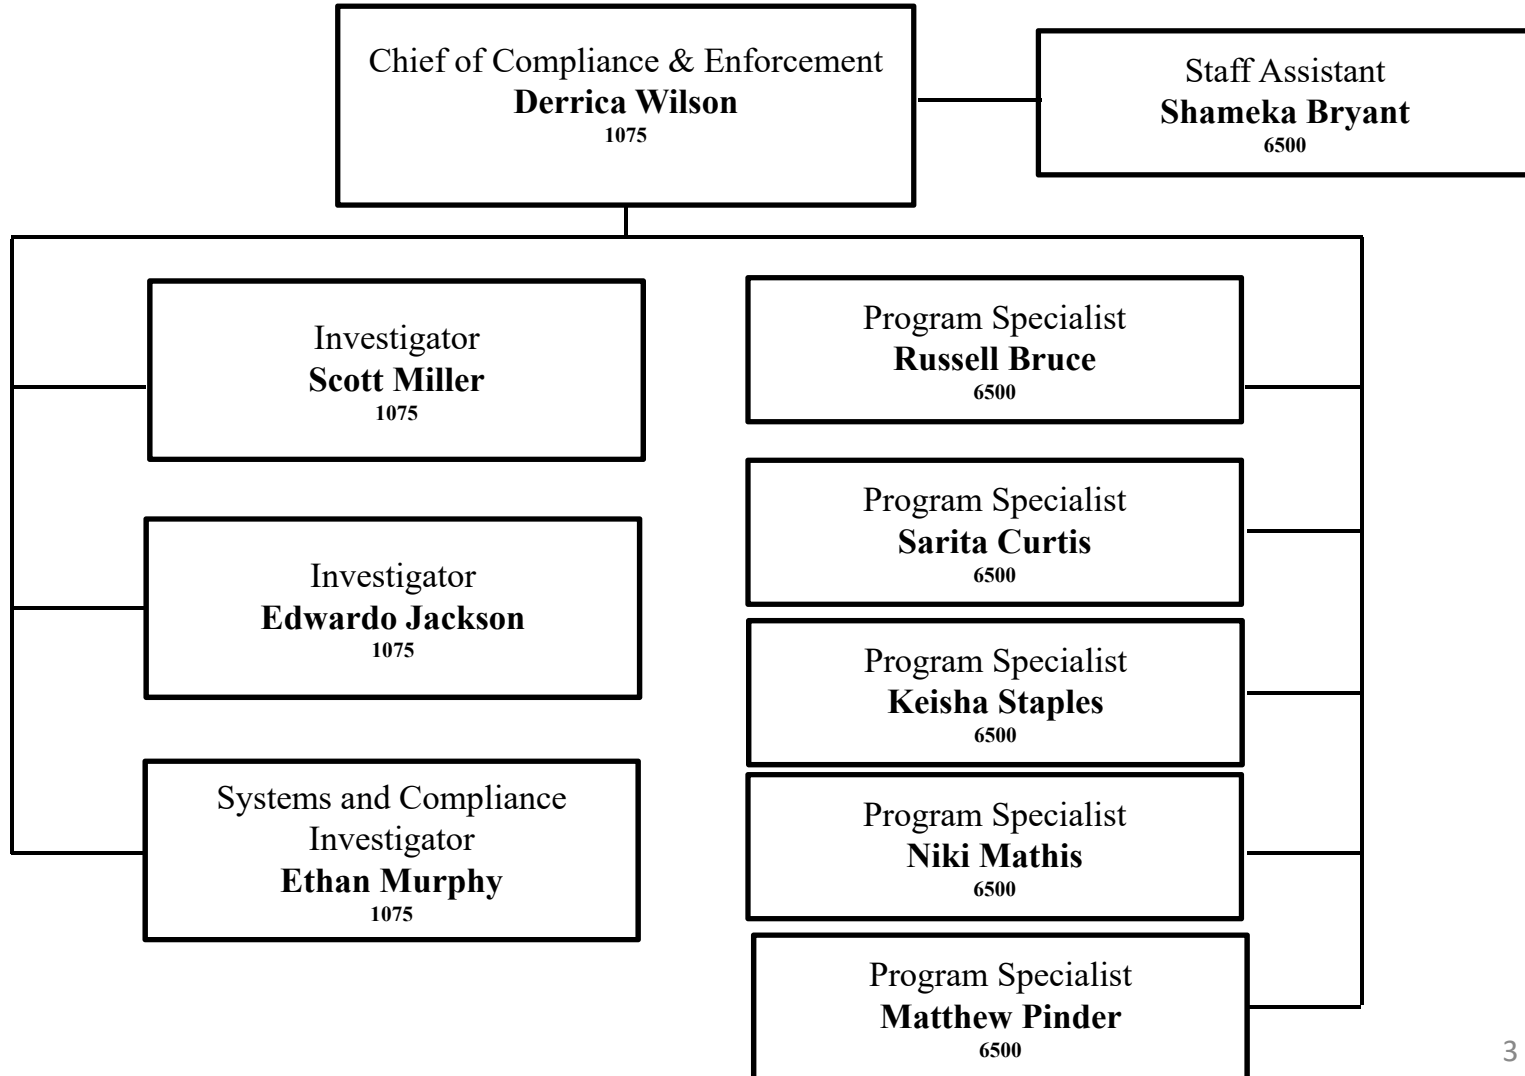 Chief of Compliance & Enforcement
Derrica Wilson
1075
Staff Assistant
Shameka Bryant
6500
Investigator
Scott Miller
1075
Investigator
Edwardo Jackson
1075
Systems and Compliance
Investigator
Ethan Murphy
1075
Program Specialist
Russell Bruce
6500
Program Specialist
Sarita Curtis
6500
Program Specialist
Keisha Staples
6500
Program Specialist
Niki Mathis
6500
Program Specialist
Matthew Pinder
6500
3